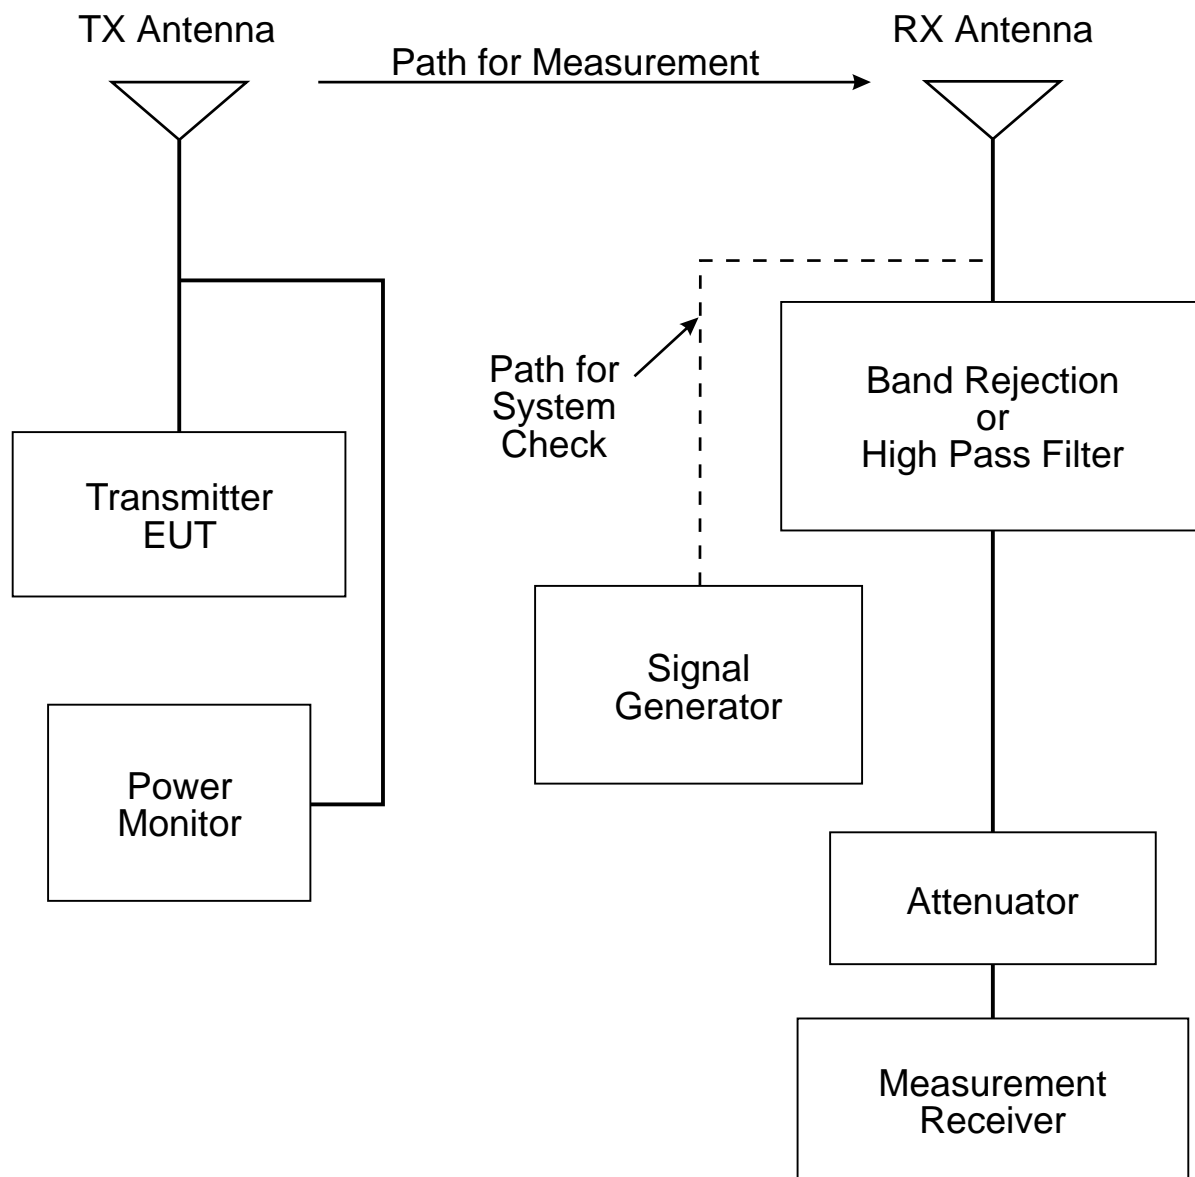 TX Antenna
RX Antenna
Path for Measurement
Path for
System
Check
Band Rejection
or
High Pass Filter
Transmitter
EUT
Signal
Generator
Power
Monitor
Attenuator
Measurement
Receiver